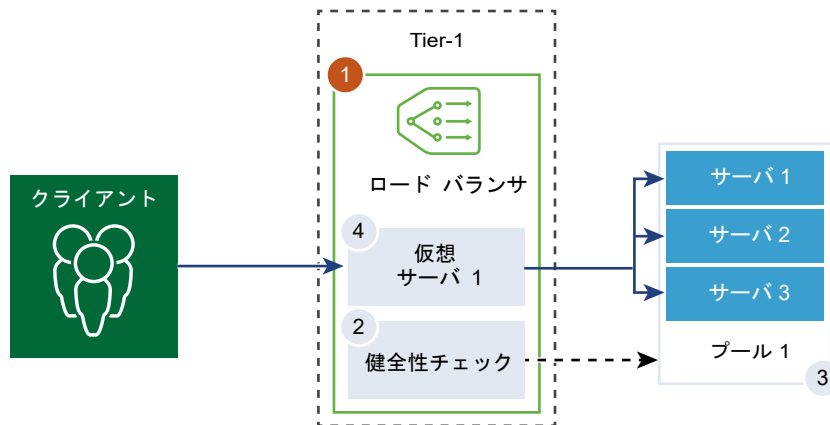 Tier-1
1
ロード バランサ
クライアント
4
仮想
サーバ 1
2
健全性チェック
サーバ 1
サーバ 2
サーバ 3
プール 1
3